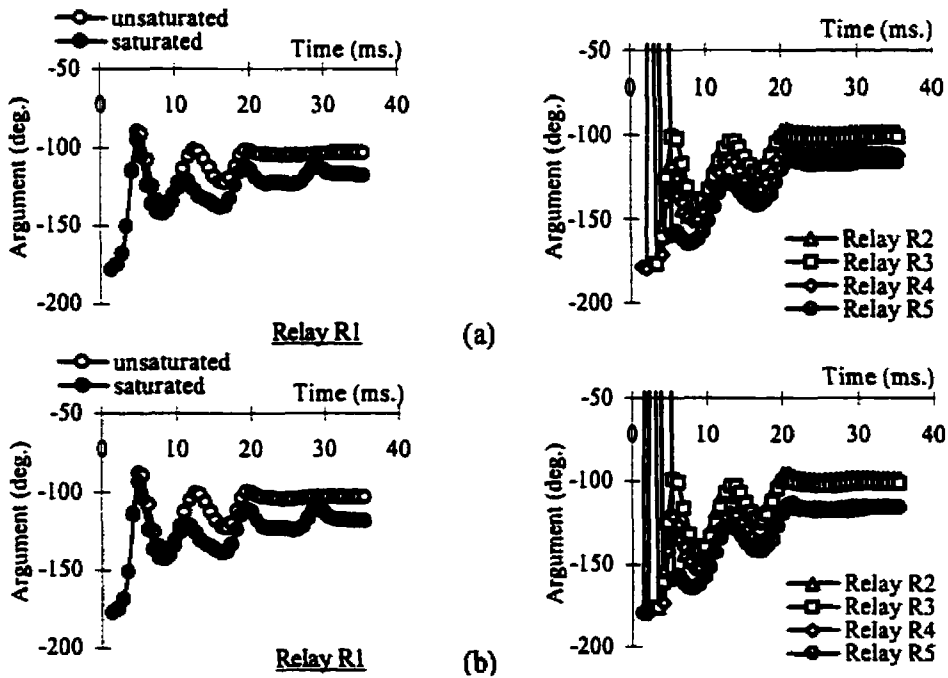 unsaturated
saturated
Time (ms.)
-50
0 10 20 30 40
-100
-150
-200
Argument (deg.)
Relay R1
Time (ms.)
-50
0 10 20 30 40
-100
-150
-200
Argument (deg.)
Relay R2
Relay R3
Relay R4
Relay R5
(a)
unsaturated
saturated
Time (ms.)
-50
0 10 20 30 40
-100
-150
-200
Argument (deg.)
Relay R1
Time (ms.)
-50
0 10 20 30 40
-100
-150
-200
Argument (deg.)
Relay R2
Relay R3
Relay R4
Relay R5
(b)